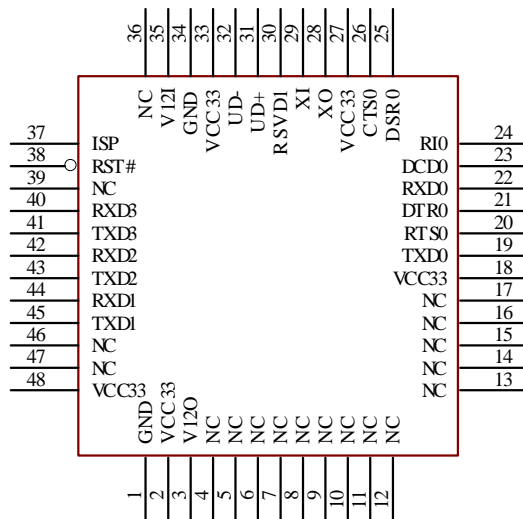 36 35 34 33 32 31 30 29 28 27 26 25
NC V12I GND VCC33 UD- UD+ RSVD1 XI XO VCC33 CTS0 DSR0
37 ISP RI0 24
38 RST# DCD0 23
39 NC RXD0 22
40 RXD3 DTR0 21
41 TXD3 RTS0 20
42 RXD2 TXD0 19
43 TXD2 VCC33 18
44 RXD1 NC 17
45 TXD1 NC 16
46 NC NC 15
47 NC NC 14
48 VCC33 NC 13
GND VCC33 V12O NC NC NC NC NC NC NC NC NC
1 2 3 4 5 6 7 8 9 10 11 12